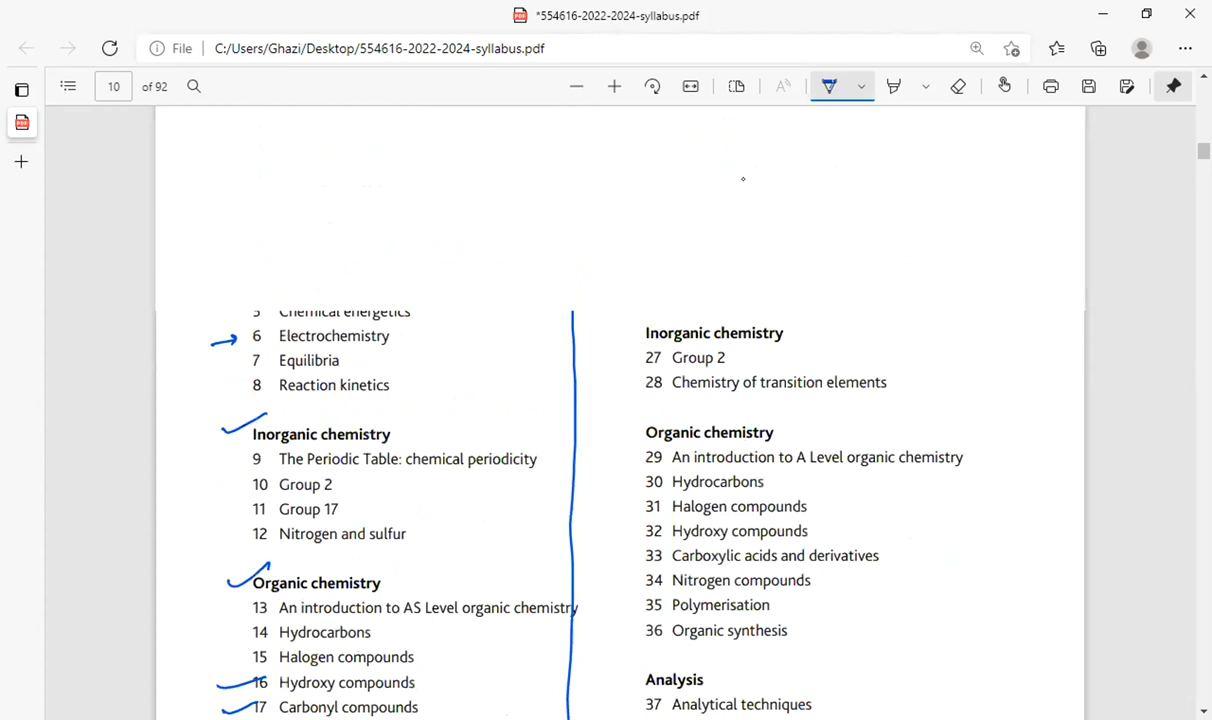 *554616-2022-2024-syllabus.pdf
File
C:/Users/Ghazi/Desktop/554616-2022-2024-syllabus.pdf
10 of 92
5 Chemical energetics
6 Electrochemistry
7 Equilibria
8 Reaction kinetics
Inorganic chemistry
9 The Periodic Table: chemical periodicity
10 Group 2
11 Group 17
12 Nitrogen and sulfur
Organic chemistry
13 An introduction to AS Level organic chemistry
14 Hydrocarbons
15 Halogen compounds
16 Hydroxy compounds
17 Carbonyl compounds
Inorganic chemistry
27 Group 2
28 Chemistry of transition elements
Organic chemistry
29 An introduction to A Level organic chemistry
30 Hydrocarbons
31 Halogen compounds
32 Hydroxy compounds
33 Carboxylic acids and derivatives
34 Nitrogen compounds
35 Polymerisation
36 Organic synthesis
Analysis
37 Analytical techniques